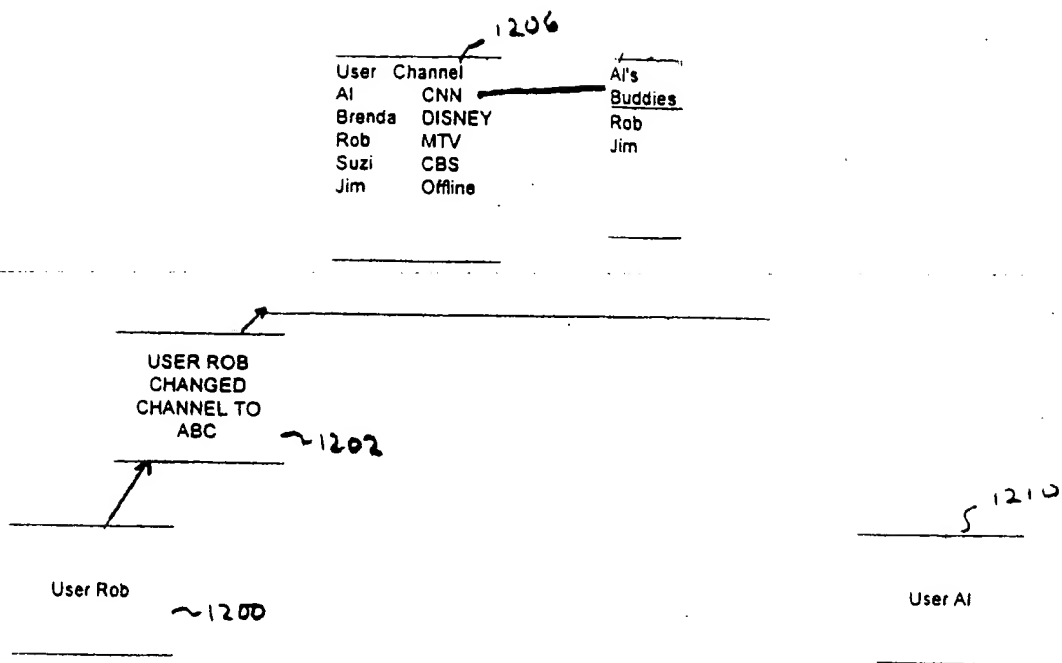 1206
User Channel
Al CNN
Brenda DISNEY
Rob MTV
Suzi CBS
Jim Offline
Al's
Buddies
Rob
Jim
USER ROB
CHANGED
CHANNEL TO
ABC
~1202
User Rob
~1200
1210
User Al